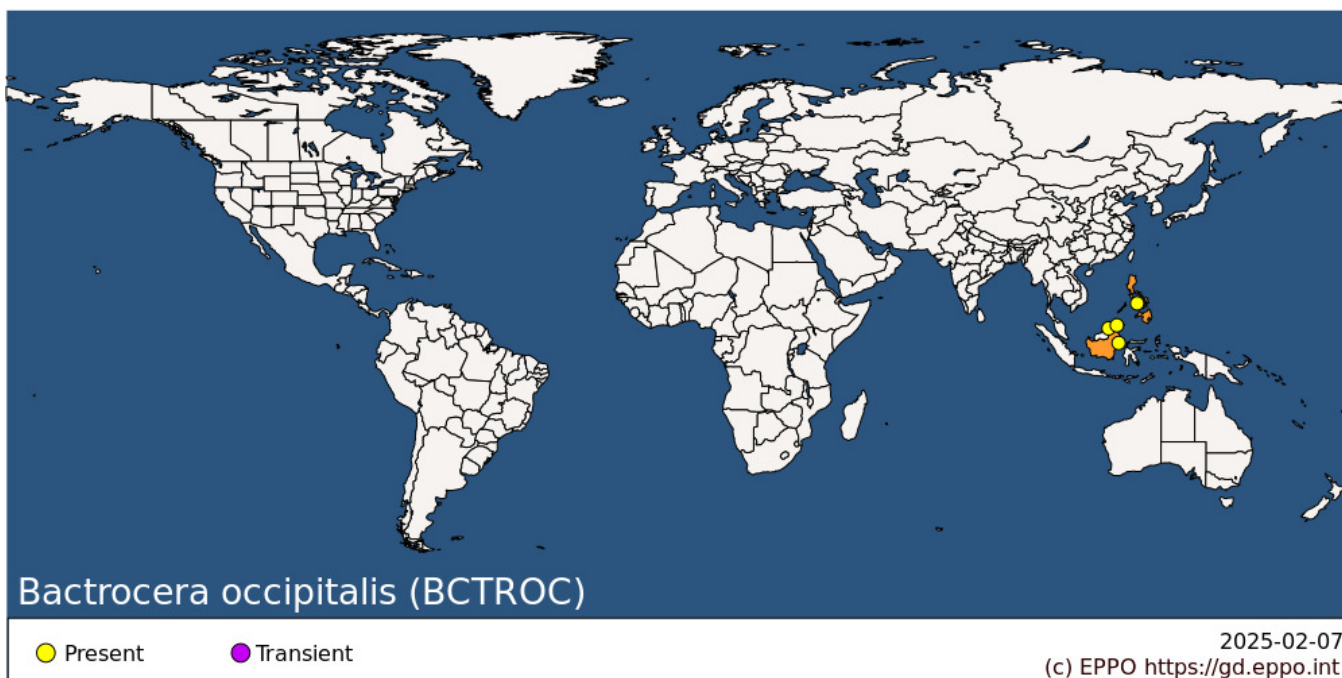 Bactrocera occipitalis (BCTROC)
Present
Transient
2025-02-07
(c) EPPO https://gd.eppo.int